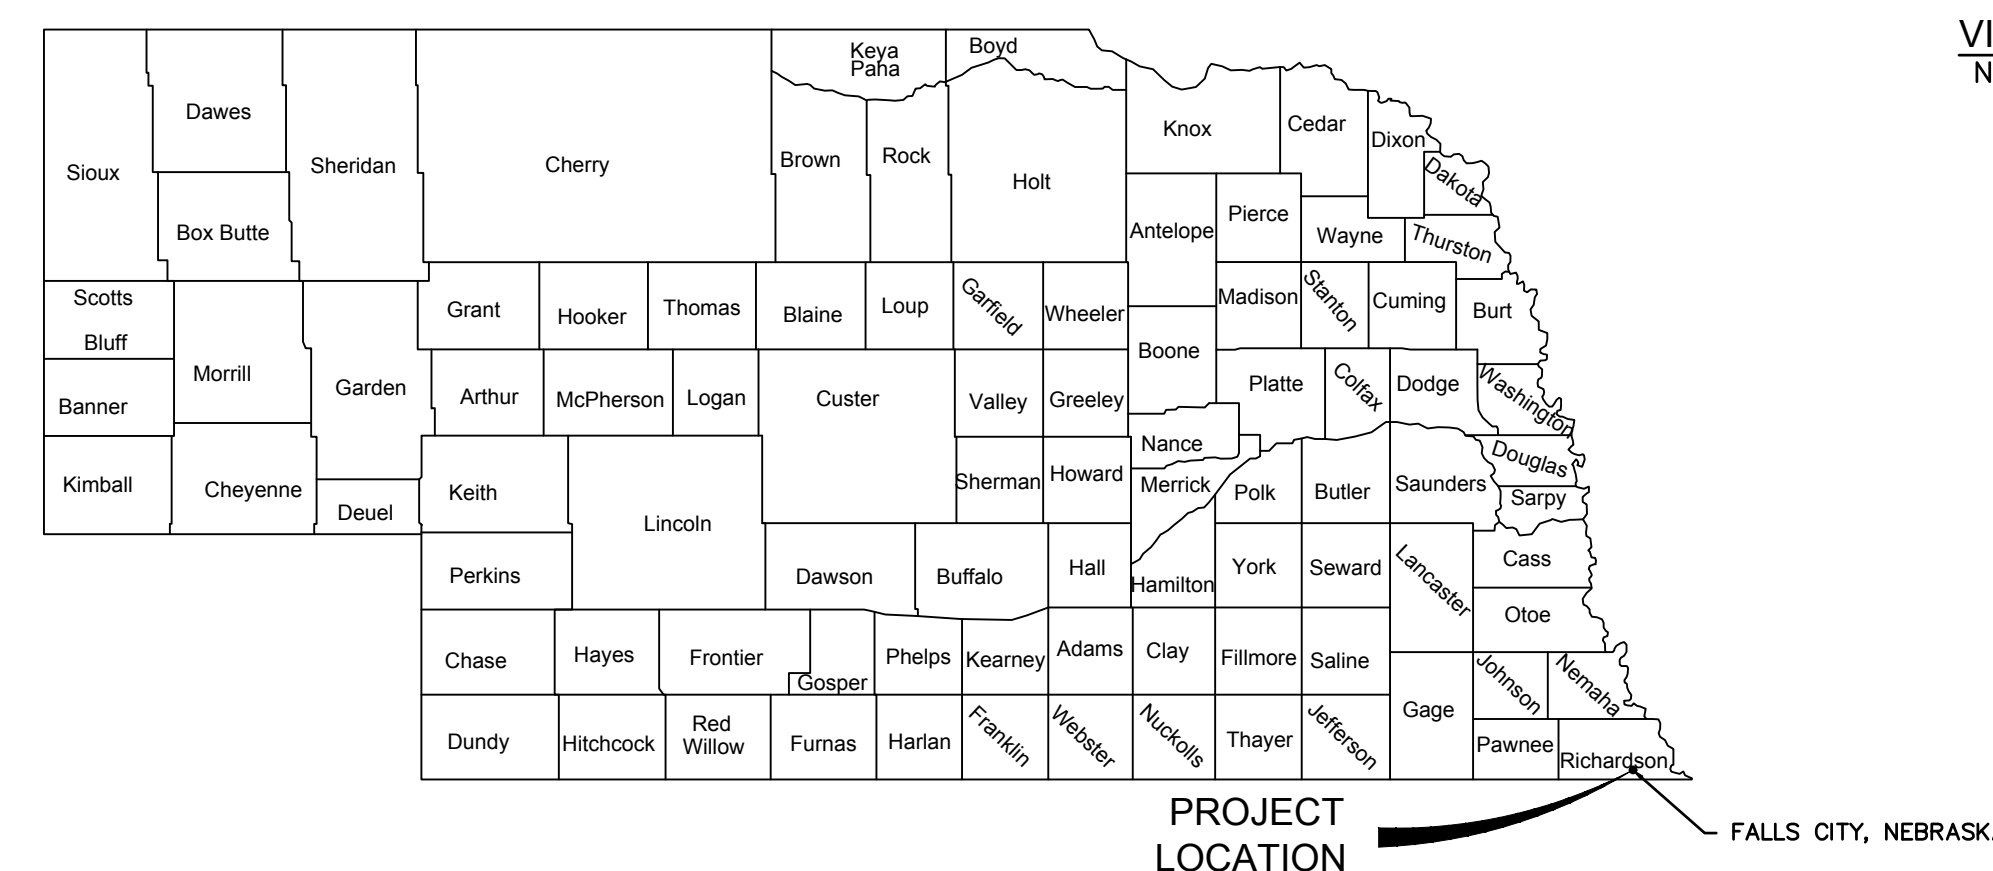 VI
N
Keya
Paha
Boyd
Dawes
Sioux
Sheridan
Cherry
Brown
Rock
Holt
Knox
Cedar
Dixon
Dakota
Box Butte
Antelope
Pierce
Wayne
Thurston
Scotts
Bluff
Grant
Hooker
Thomas
Blaine
Loup
Garfield
Wheeler
Madison
Stanton
Cuming
Burt
Morrill
Garden
Boone
Banner
Arthur
McPherson
Logan
Custer
Valley
Greeley
Platte
Colfax
Dodge
Washington
Nance
Kimball
Cheyenne
Deuel
Keith
Lincoln
Sherman
Howard
Merrick
Polk
Butler
Saunders
Douglas
Sarpy
Perkins
Dawson
Buffalo
Hall
Hamilton
York
Seward
Lancaster
Cass
Otoe
Chase
Hayes
Frontier
Gosper
Phelps
Kearney
Adams
Clay
Fillmore
Saline
Gage
Johnson
Nemaha
Dundy
Hitchcock
Red
Willow
Furnas
Harlan
Franklin
Webster
Nuckolls
Thayer
Jefferson
Pawnee
Richardson
PROJECT
LOCATION
FALLS CITY, NEBRASK